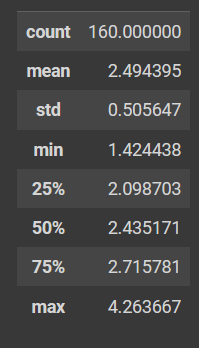 count 160.000000
mean 2.494395
std 0.505647
min 1.424438
25% 2.098703
50% 2.435171
75% 2.715781
max 4.263667